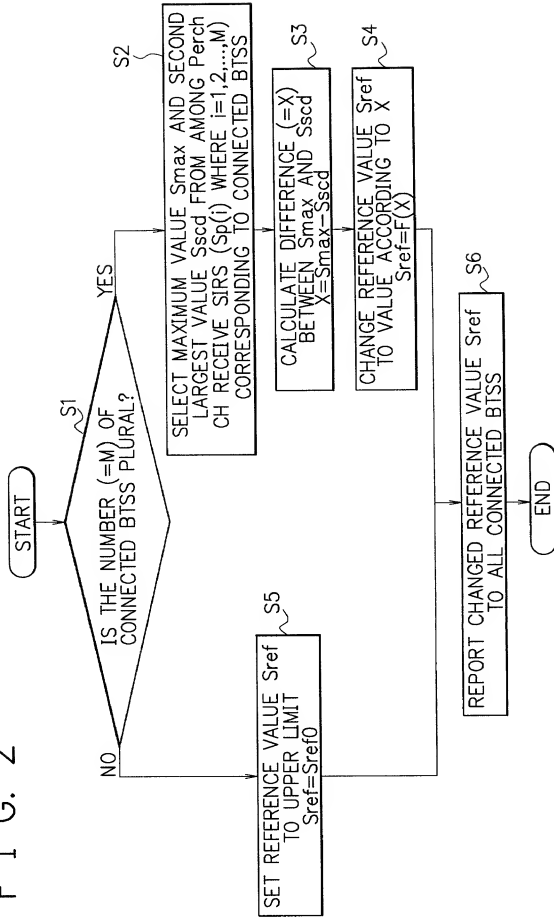 F I G. 2
START
S1
IS THE NUMBER (=M) OF
CONNECTED BTSS PLURAL?
NO
YES
S2
SELECT MAXIMUM VALUE Smax AND SECOND
LARGEST VALUE Sscd FROM AMONG Perch
CH RECEIVE SIRS (Sp(i) WHERE i=1,2,...,M)
CORRESPONDING TO CONNECTED BTSS
S3
CALCULATE DIFFERENCE (=X)
BETWEEN Smax AND Sscd
X=Smax-Sscd
S4
CHANGE REFERENCE VALUE Sref
TO VALUE ACCORDING TO X
Sref=F(X)
S5
SET REFERENCE VALUE Sref
TO UPPER LIMIT
Sref=Sref0
S6
REPORT CHANGED REFERENCE VALUE Sref
TO ALL CONNECTED BTSS
END